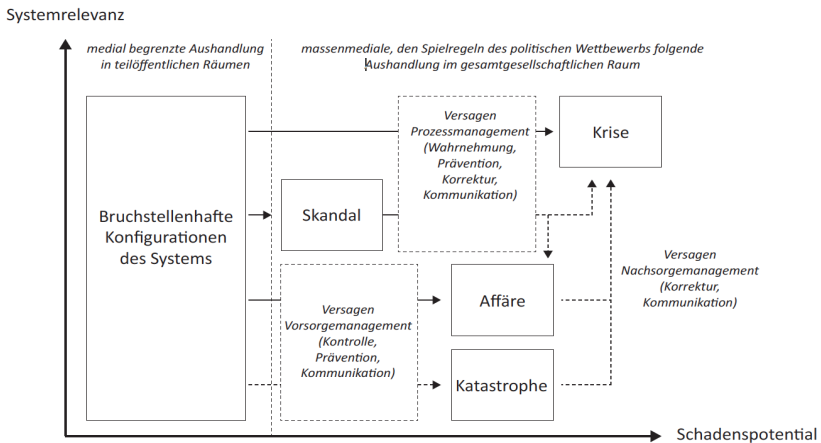 Systemrelevanz
medial begrenzte Aushandlung
in teilöffentlichen Räumen
massenmediale, den Spielregeln des politischen Wettbewerbs folgende
Aushandlung im gesamtgesellschaftlichen Raum
Bruchstellenhafte
Konfigurationen
des Systems
Skandal
Versagen
Prozessmanagement
(Wahrnehmung,
Prävention,
Korrektur,
Kommunikation)
Krise
Versagen
Vorsorgemanagement
(Kontrolle,
Prävention,
Kommunikation)
Affäre
Katastrophe
Versagen
Nachsorgemanagement
(Korrektur,
Kommunikation)
Schadenspotential